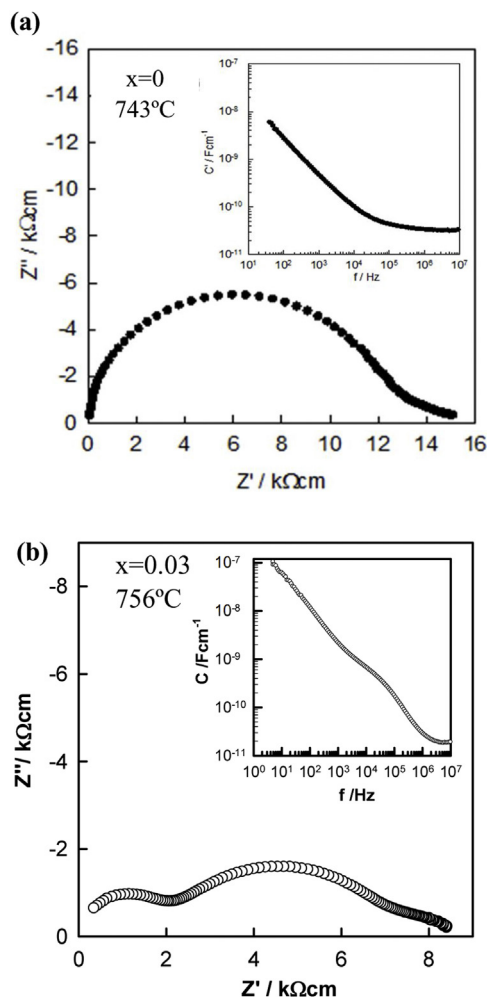 (a)
-16
-14
-12
-10
-8
-6
-4
-2
0
Z'' / kΩcm
x=0
743ºC
10⁻⁷
10⁻⁸
10⁻⁹
10⁻¹⁰
10⁻¹¹
C' / Fcm⁻¹
10¹ 10² 10³ 10⁴ 10⁵ 10⁶ 10⁷
f / Hz
0 2 4 6 8 10 12 14 16
Z' / kΩcm
(b)
-8
-6
-4
-2
0
Z''/ kΩcm
x=0.03
756ºC
10⁻⁷
10⁻⁸
10⁻⁹
10⁻¹⁰
10⁻¹¹
C /Fcm⁻¹
10⁰ 10¹ 10² 10³ 10⁴ 10⁵ 10⁶ 10⁷
f /Hz
0 2 4 6 8
Z' / kΩcm